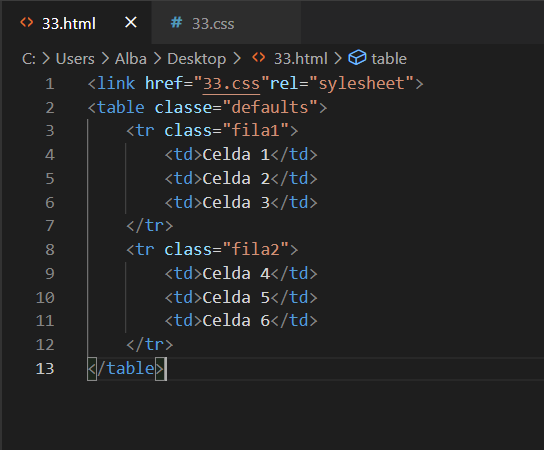 33.html × # 33.css
C: > Users > Alba > Desktop > 33.html > table
1 <link href="33.css"rel="sylesheet">
2 <table classe="defaults">
3     <tr class="fila1">
4         <td>Celda 1</td>
5         <td>Celda 2</td>
6         <td>Celda 3</td>
7     </tr>
8     <tr class="fila2">
9         <td>Celda 4</td>
10         <td>Celda 5</td>
11         <td>Celda 6</td>
12     </tr>
13 </table>